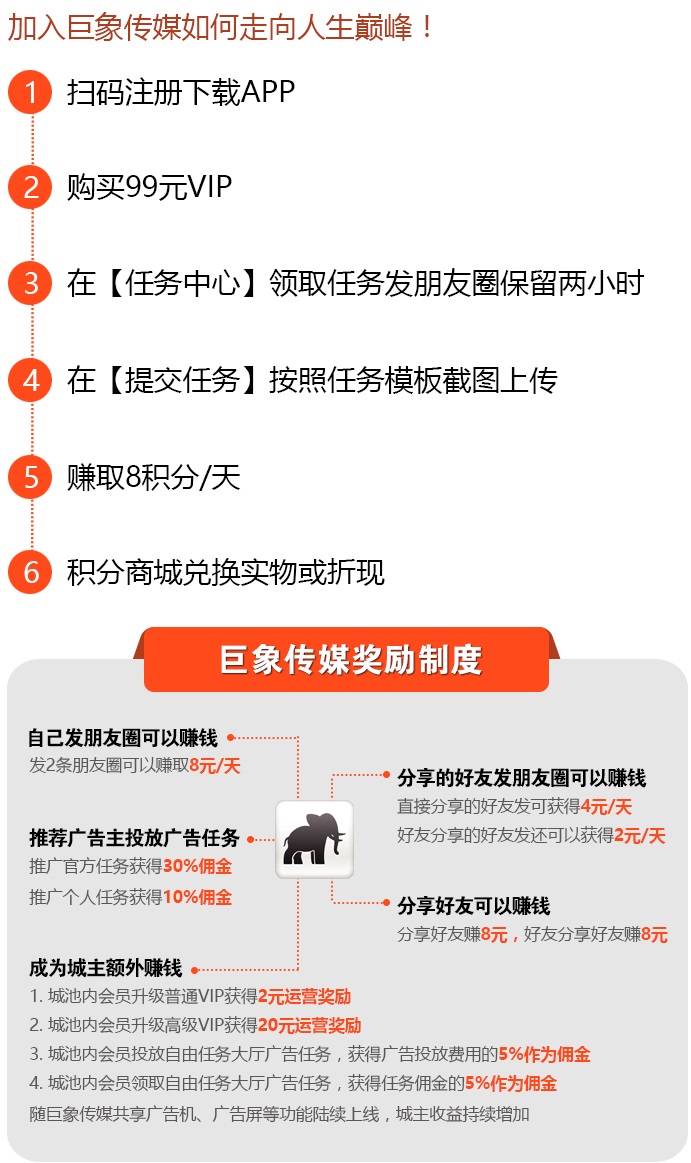 加入巨象传媒如何走向人生巅峰！
1 扫码注册下载APP
2 购买99元VIP
3 在【任务中心】领取任务发朋友圈保留两小时
4 在【提交任务】按照任务模板截图上传
5 赚取8积分/天
6 积分商城兑换实物或折现
巨象传媒奖励制度
自己发朋友圈可以赚钱
发2条朋友圈可以赚取8元/天
分享的好友发朋友圈可以赚钱
直接分享的好友发可获得4元/天
好友分享的好友发还可以获得2元/天
推荐广告主投放广告任务
推广官方任务获得30%佣金
推广个人任务获得10%佣金
分享好友可以赚钱
分享好友赚8元，好友分享好友赚8元
成为城主额外赚钱
1. 城池内会员升级普通VIP获得2元运营奖励
2. 城池内会员升级高级VIP获得20元运营奖励
3. 城池内会员投放自由任务大厅广告任务，获得广告投放费用的5%作为佣金
4. 城池内会员领取自由任务大厅广告任务，获得任务佣金的5%作为佣金
随巨象传媒共享广告机、广告屏等功能陆续上线，城主收益持续增加